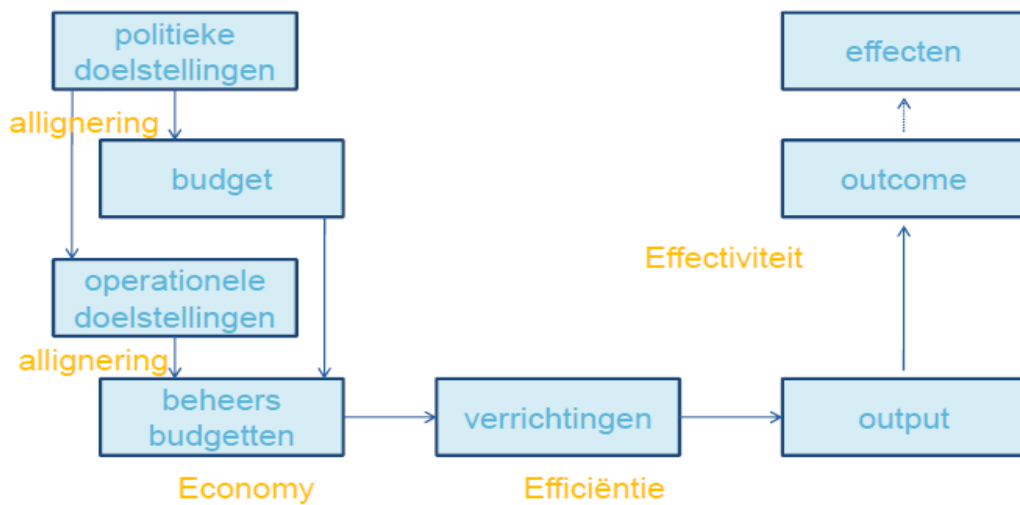 politieke
doelstellingen
effecten
allignering
budget
outcome
Effectiviteit
operationele
doelstellingen
allignering
beheers
budgetten
verrichtingen
output
Economy
Efficiëntie